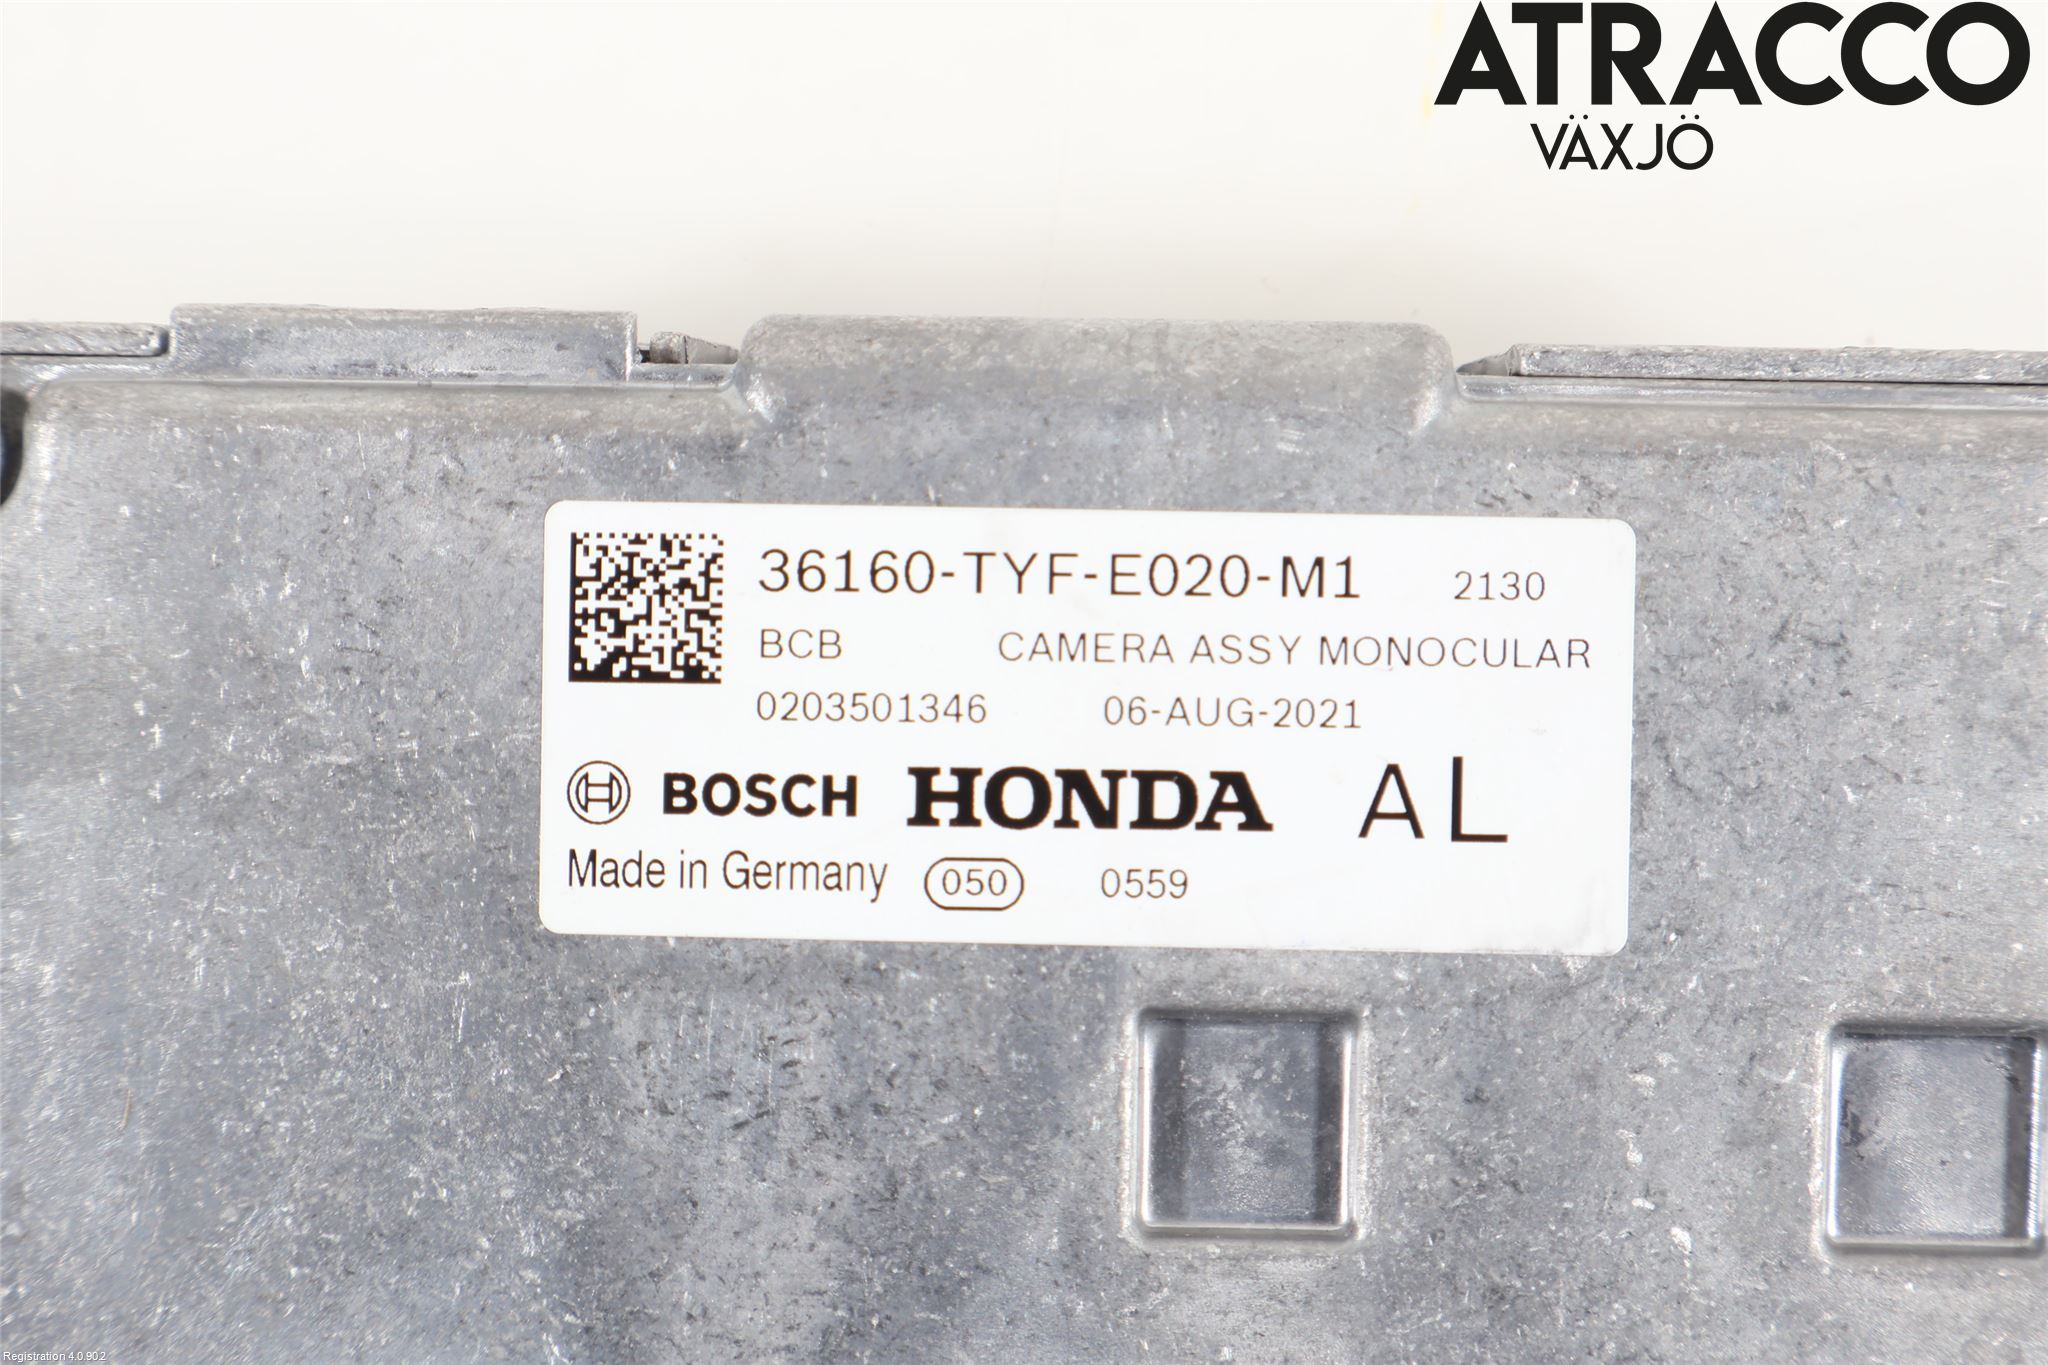 ATRACCO
VÄXJÖ
36160-TYF-E020-M1 2130
BCB CAMERA ASSY MONOCULAR
0203501346 06-AUG-2021
BOSCH HONDA AL
Made in Germany 050 0559
Registration 4.0.902